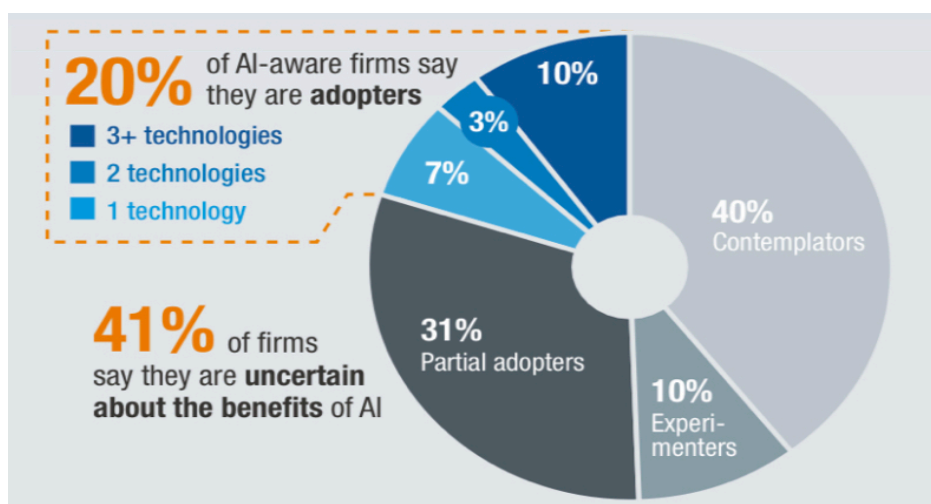 20% of AI-aware firms say
they are adopters
3+ technologies
2 technologies
1 technology
41% of firms
say they are uncertain
about the benefits of AI
10%
3%
7%
40%
Contemplators
31%
Partial adopters
10%
Experi-
menters